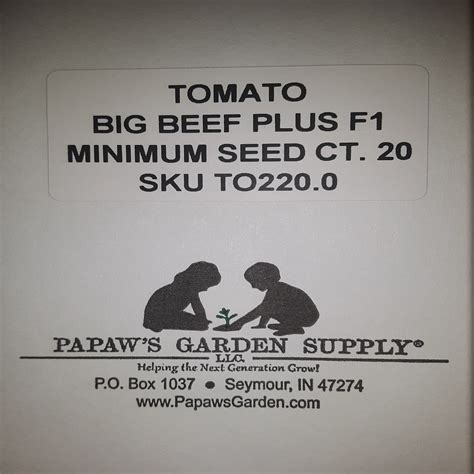 TOMATO
BIG BEEF PLUS F1
MINIMUM SEED CT. 20
SKU TO220.0
PAPAW'S GARDEN SUPPLY®
LLC.
Helping the Next Generation Grow!
P.O. Box 1037 • Seymour, IN 47274
www.PapawsGarden.com